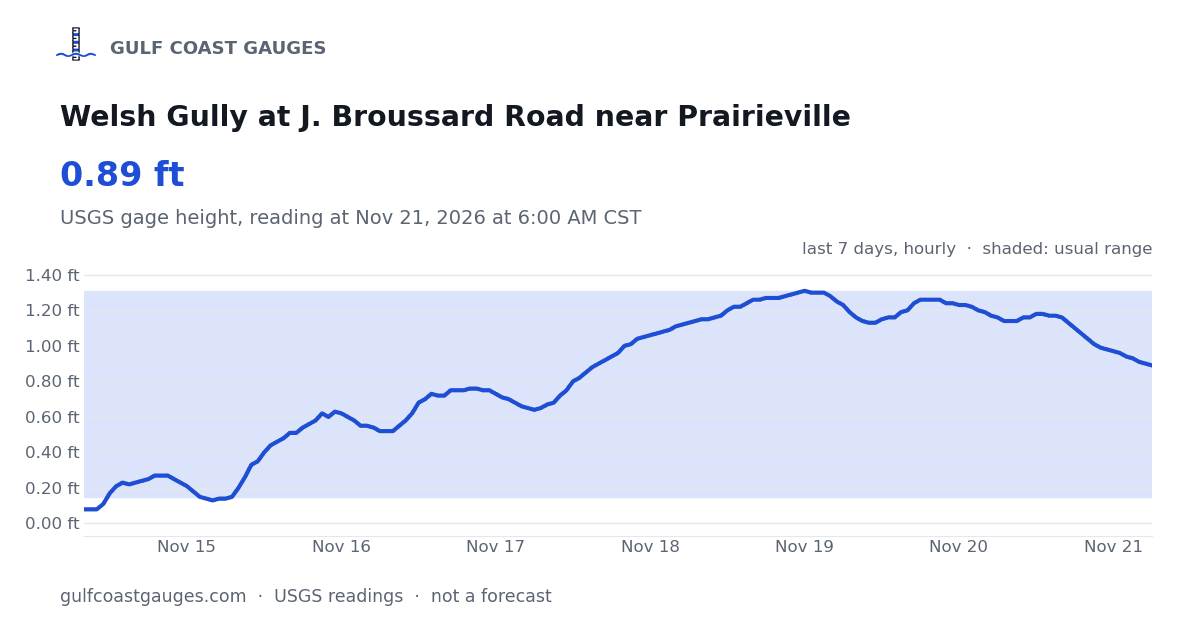 GULF COAST GAUGES
Welsh Gully at J. Broussard Road near Prairieville
0.89 ft
USGS gage height, reading at Nov 21, 2026 at 6:00 AM CST
last 7 days, hourly · shaded: usual range
1.40 ft
1.20 ft
1.00 ft
0.80 ft
0.60 ft
0.40 ft
0.20 ft
0.00 ft
Nov 15 Nov 16 Nov 17 Nov 18 Nov 19 Nov 20 Nov 21
gulfcoastgauges.com · USGS readings · not a forecast